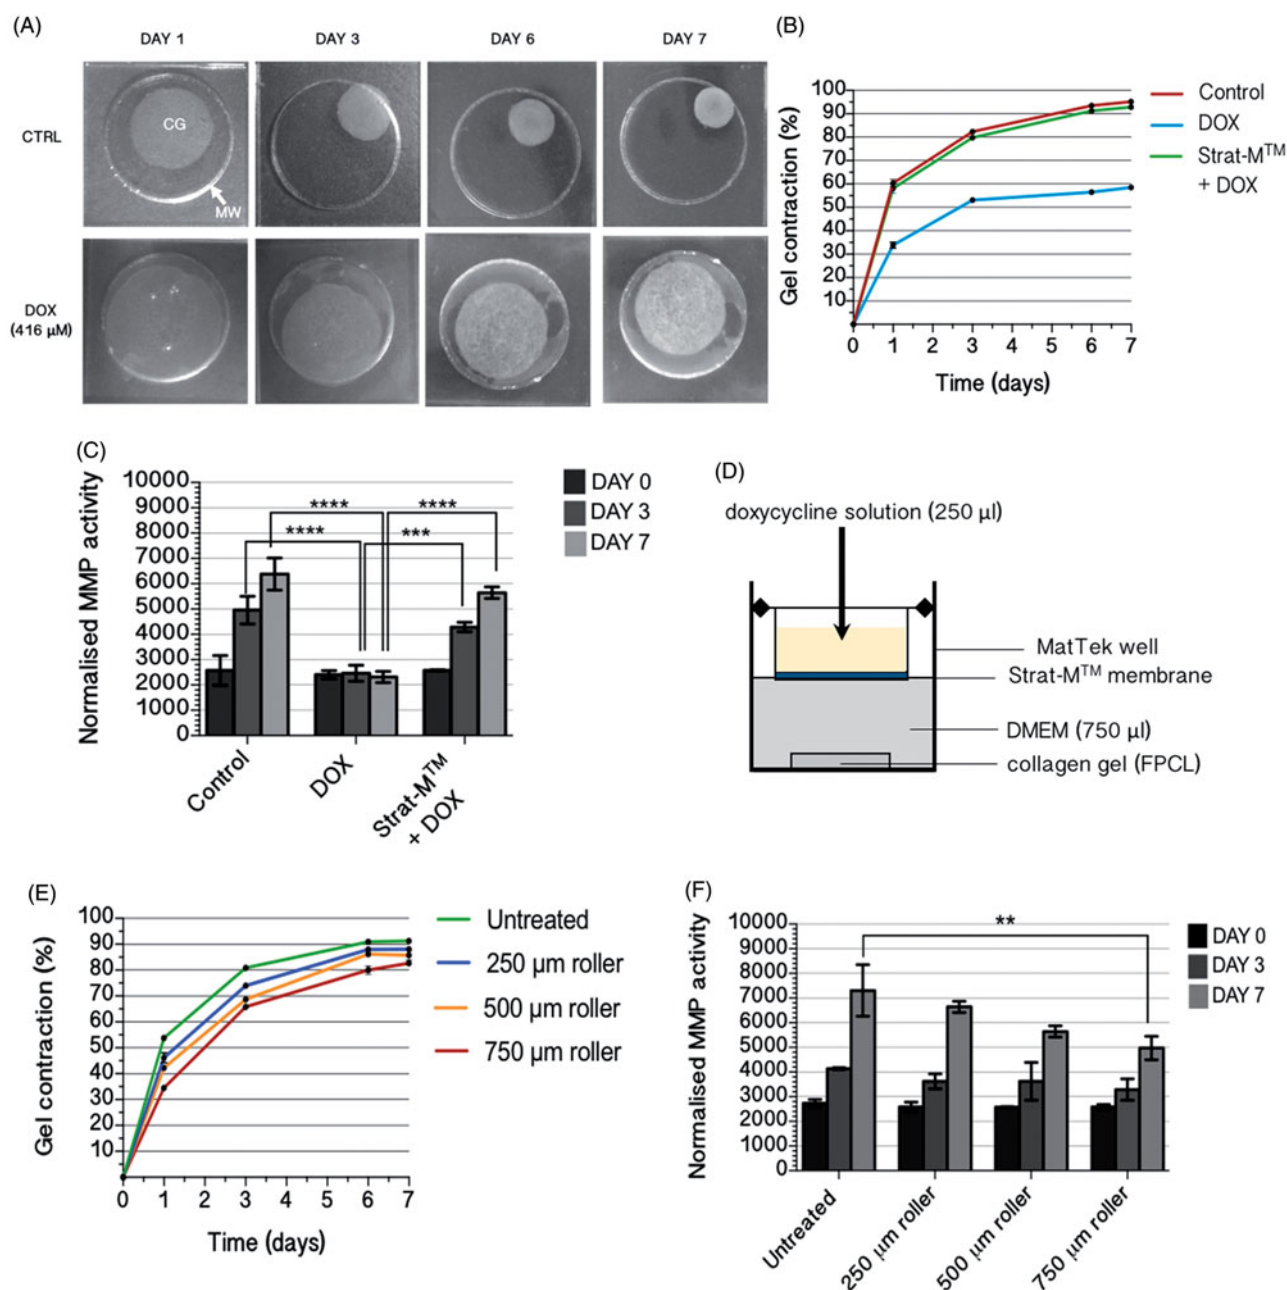 (A)
DAY 1
DAY 3
DAY 6
DAY 7
CTRL
CG
MW
DOX
(416 µM)
(B)
Gel contraction (%)
100
90
80
70
60
50
40
30
20
10
0 1 2 3 4 5 6 7
Time (days)
Control
DOX
Strat-M™
+ DOX
(C)
Normalised MMP activity
10000
9000
8000
7000
6000
5000
4000
3000
2000
1000
0
**** ****
**** ***
DAY 0
DAY 3
DAY 7
Control
DOX
Strat-M™
+ DOX
(D)
doxycycline solution (250 µl)
MatTek well
Strat-M™ membrane
DMEM (750 µl)
collagen gel (FPCL)
(E)
Gel contraction (%)
100
90
80
70
60
50
40
30
20
10
0 1 2 3 4 5 6 7
Time (days)
Untreated
250 µm roller
500 µm roller
750 µm roller
(F)
Normalised MMP activity
10000
9000
8000
7000
6000
5000
4000
3000
2000
1000
0
**
DAY 0
DAY 3
DAY 7
Untreated
250 µm roller
500 µm roller
750 µm roller